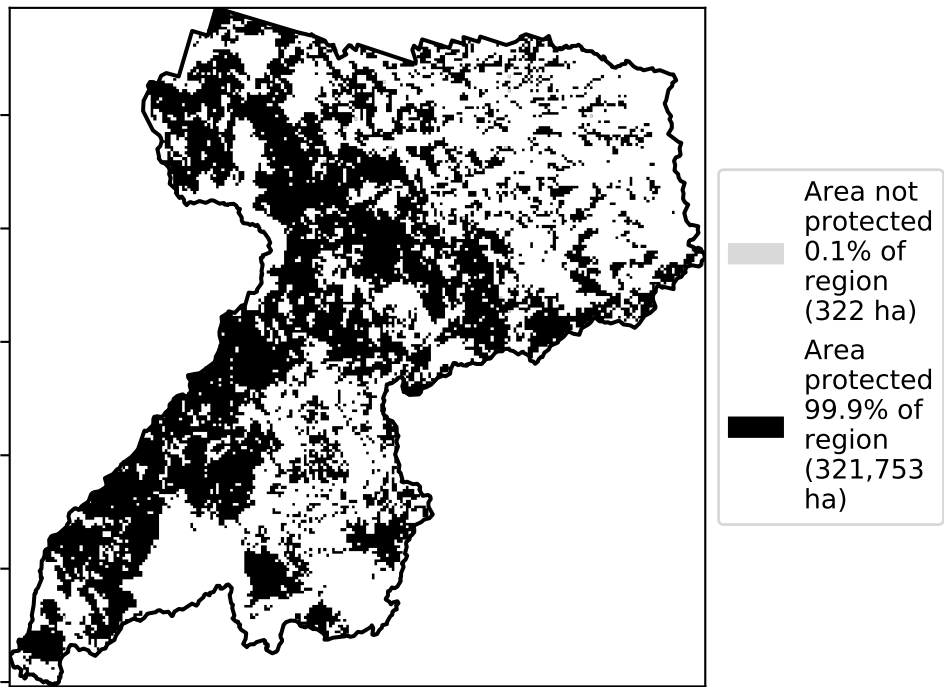 Area not
protected
0.1% of
region
(322 ha)
Area
protected
99.9% of
region
(321,753
ha)